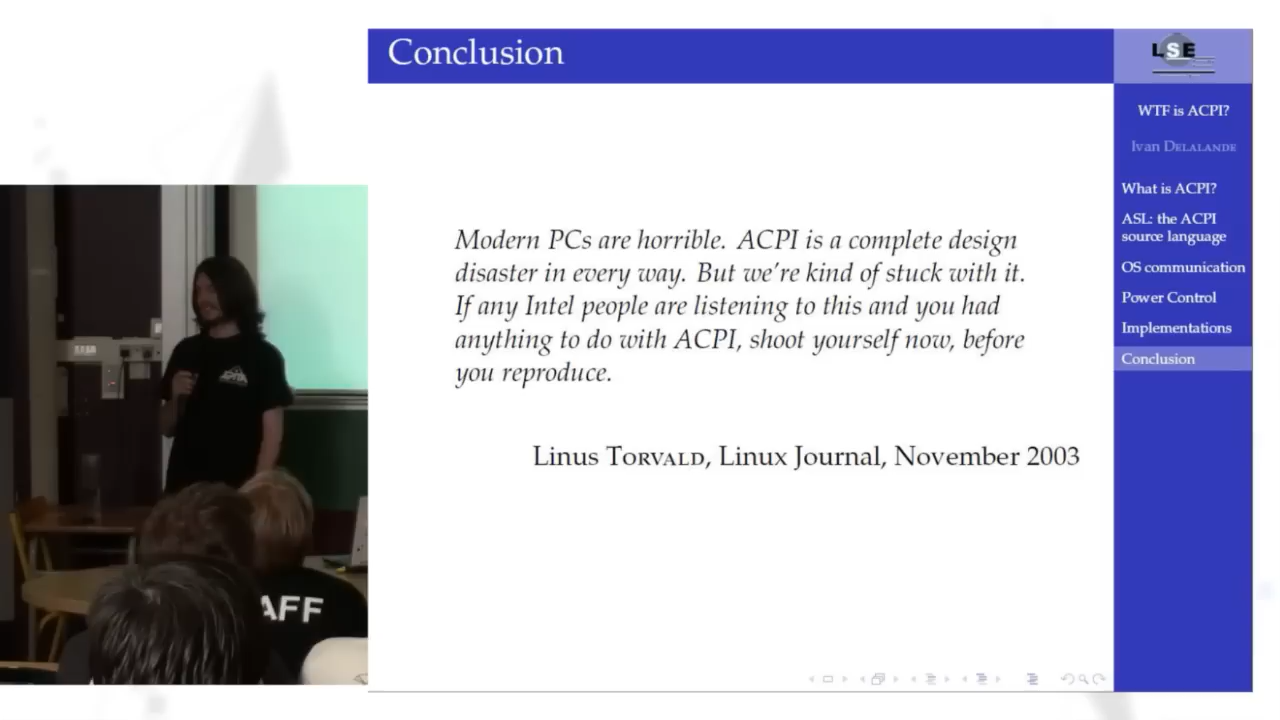 Conclusion
LSE
WTF is ACPI?
Ivan DELALANDE
What is ACPI?
ASL: the ACPI
source language
OS communication
Power Control
Implementations
Conclusion
Modern PCs are horrible. ACPI is a complete design
disaster in every way. But we're kind of stuck with it.
If any Intel people are listening to this and you had
anything to do with ACPI, shoot yourself now, before
you reproduce.
Linus TORVALD, Linux Journal, November 2003
AFF